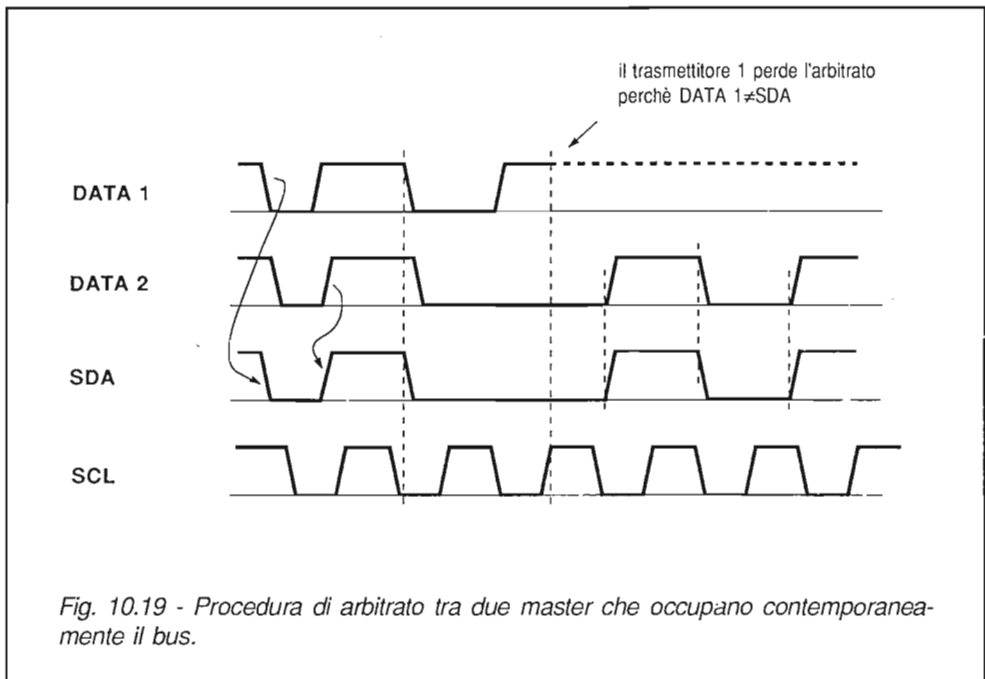 il trasmettitore 1 perde l'arbitrato
perchè DATA 1≠SDA
DATA 1
DATA 2
SDA
SCL
Fig. 10.19 - Procedura di arbitrato tra due master che occupano contemporanea-
mente il bus.